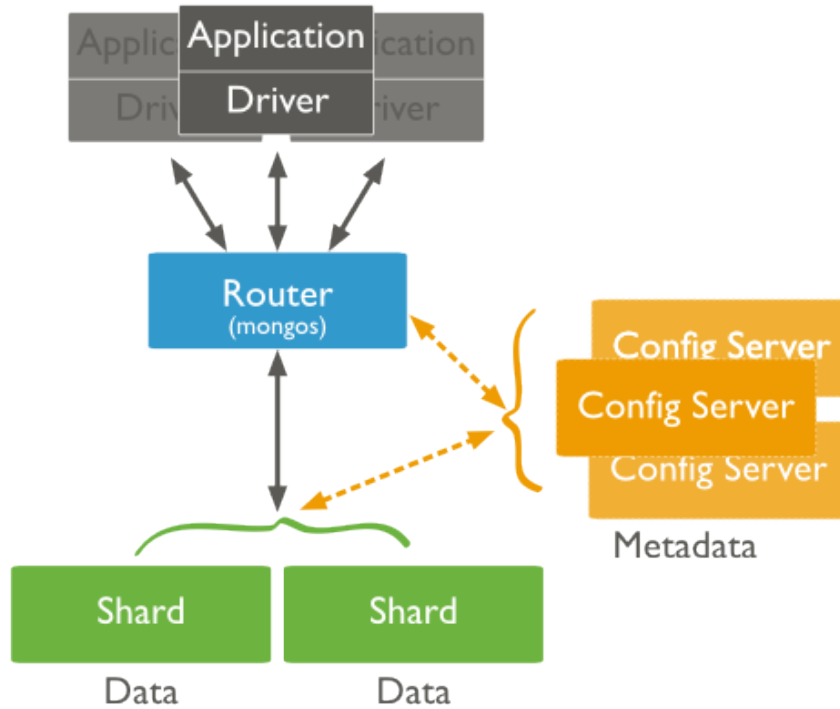 Application
Driver
Router
(mongos)
Config Server
Config Server
Config Server
Metadata
Shard
Shard
Data
Data